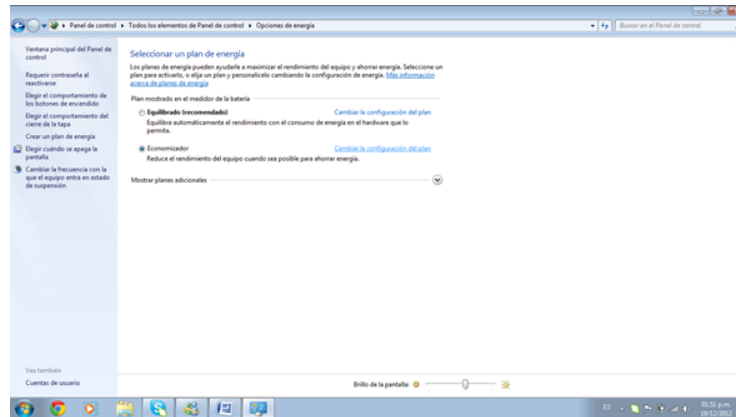 Panel de control ▸ Todos los elementos de Panel de control ▸ Opciones de energía
Buscar en el Panel de control
Ventana principal del Panel de
control
Requerir contraseña al
reactivarse
Elegir el comportamiento de
los botones de encendido
Elegir el comportamiento del
cierre de la tapa
Crear un plan de energía
Elegir cuándo se apaga la
pantalla
Cambiar la frecuencia con la
que el equipo entra en estado
de suspensión
Vea también
Cuentas de usuario
Seleccionar un plan de energía
Los planes de energía pueden ayudarle a maximizar el rendimiento del equipo y ahorrar energía. Seleccione un
plan para activarlo, o elija un plan y personalícelo cambiando la configuración de energía. Más información
acerca de planes de energía
Plan mostrado en el medidor de la batería
Equilibrado (recomendado) Cambiar la configuración del plan
Equilibra automáticamente el rendimiento con el consumo de energía en el hardware que lo
permita.
Economizador Cambiar la configuración del plan
Reduce el rendimiento del equipo cuando sea posible para ahorrar energía.
Mostrar planes adicionales
Brillo de la pantalla:
ES 01:51 p.m.
19/12/2012